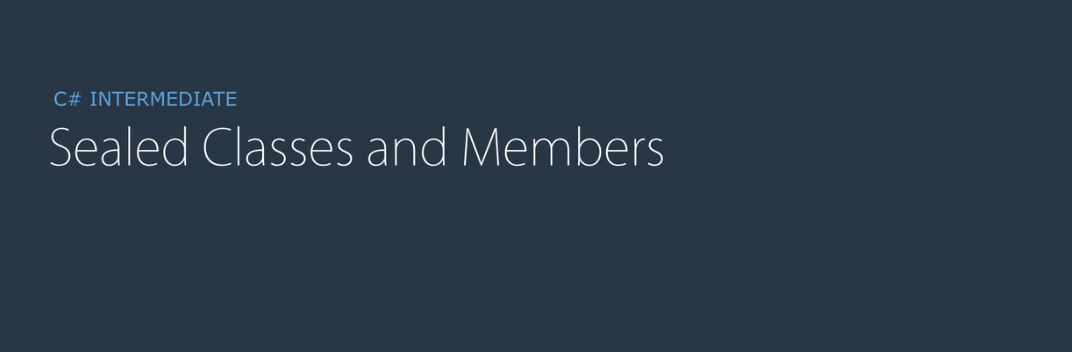 C# INTERMEDIATE
Sealed Classes and Members